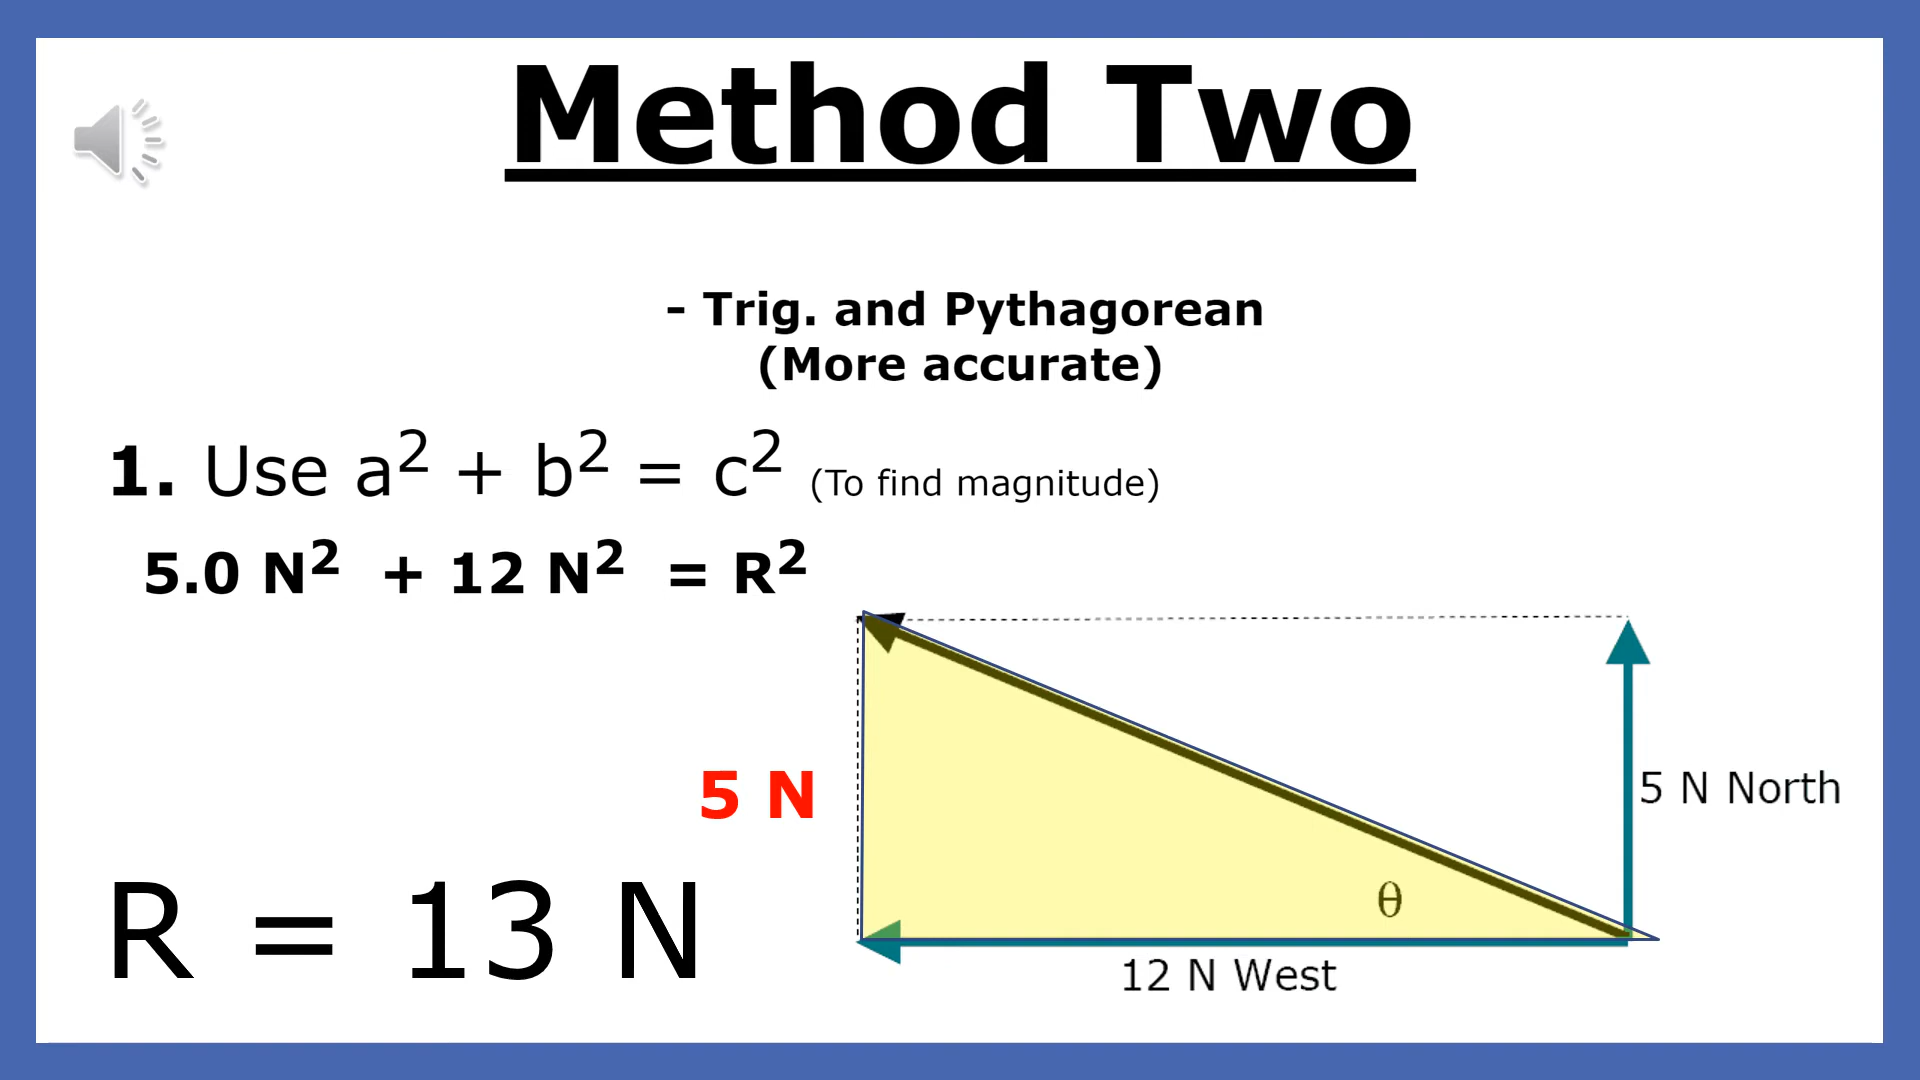 Method Two
- Trig. and Pythagorean
(More accurate)
1. Use a² + b² = c² (To find magnitude)
5.0 N² + 12 N² = R²
5 N
5 N North
R = 13 N
θ
12 N West